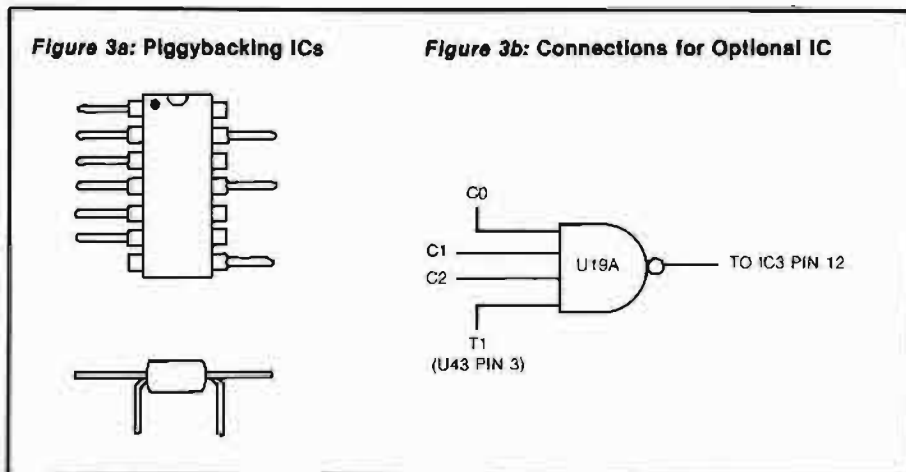 Figure 3a: Piggybacking ICs
Figure 3b: Connections for Optional IC
C0
C1
U19A
TO IC3 PIN 12
C2
T1
(U43 PIN 3)